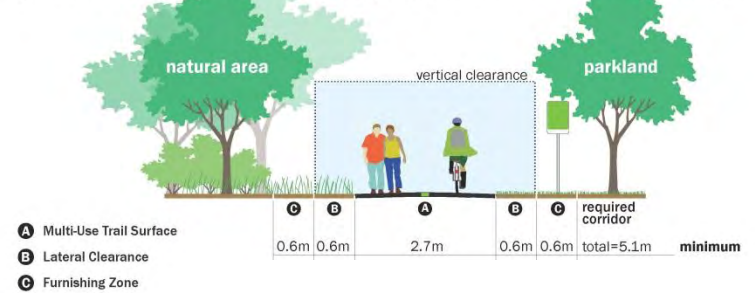 natural area
parkland
vertical clearance
C B A B C required
corridor
A Multi-Use Trail Surface
B Lateral Clearance
C Furnishing Zone
0.6m 0.6m 2.7m 0.6m 0.6m total=5.1m minimum